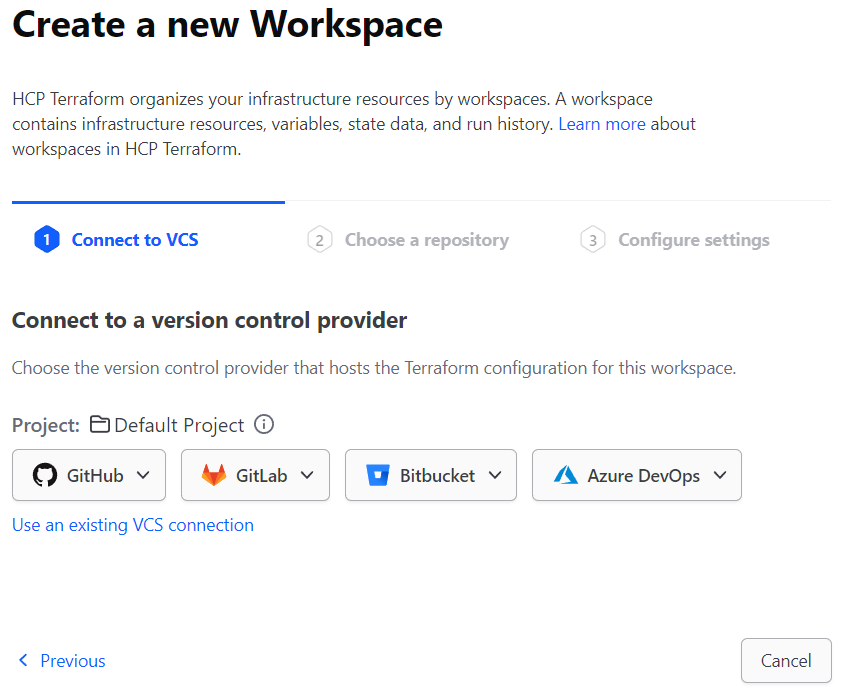 Create a new Workspace
HCP Terraform organizes your infrastructure resources by workspaces. A workspace
contains infrastructure resources, variables, state data, and run history. Learn more about
workspaces in HCP Terraform.
1 Connect to VCS 2 Choose a repository 3 Configure settings
Connect to a version control provider
Choose the version control provider that hosts the Terraform configuration for this workspace.
Project: Default Project
GitHub GitLab Bitbucket Azure DevOps
Use an existing VCS connection
Previous Cancel